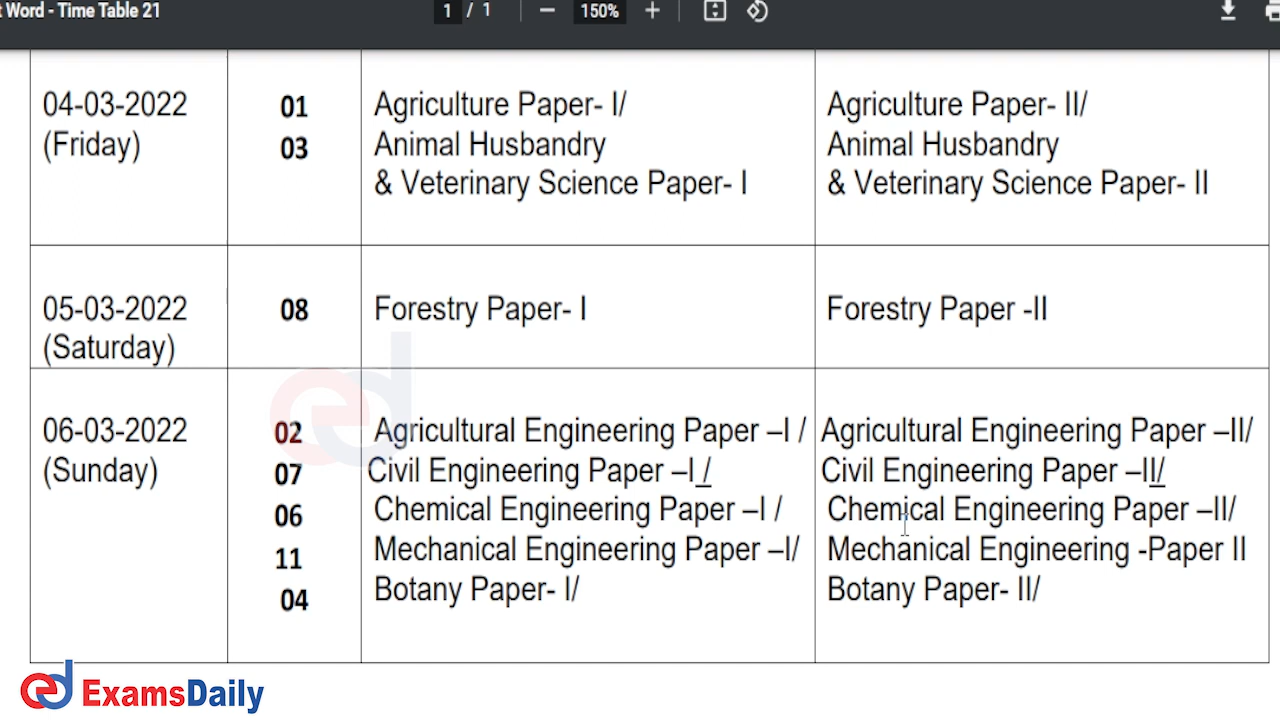 t Word - Time Table 21
1 / 1
150%
04-03-2022
(Friday)
01
03
Agriculture Paper- I/
Animal Husbandry
& Veterinary Science Paper- I
Agriculture Paper- II/
Animal Husbandry
& Veterinary Science Paper- II
05-03-2022
(Saturday)
08
Forestry Paper- I
Forestry Paper -II
06-03-2022
(Sunday)
02
07
06
11
04
Agricultural Engineering Paper –I /
Civil Engineering Paper –I /
Chemical Engineering Paper –I /
Mechanical Engineering Paper –I/
Botany Paper- I/
Agricultural Engineering Paper –II/
Civil Engineering Paper –II/
Chemical Engineering Paper –II/
Mechanical Engineering -Paper II
Botany Paper- II/
ed
ed ExamsDaily